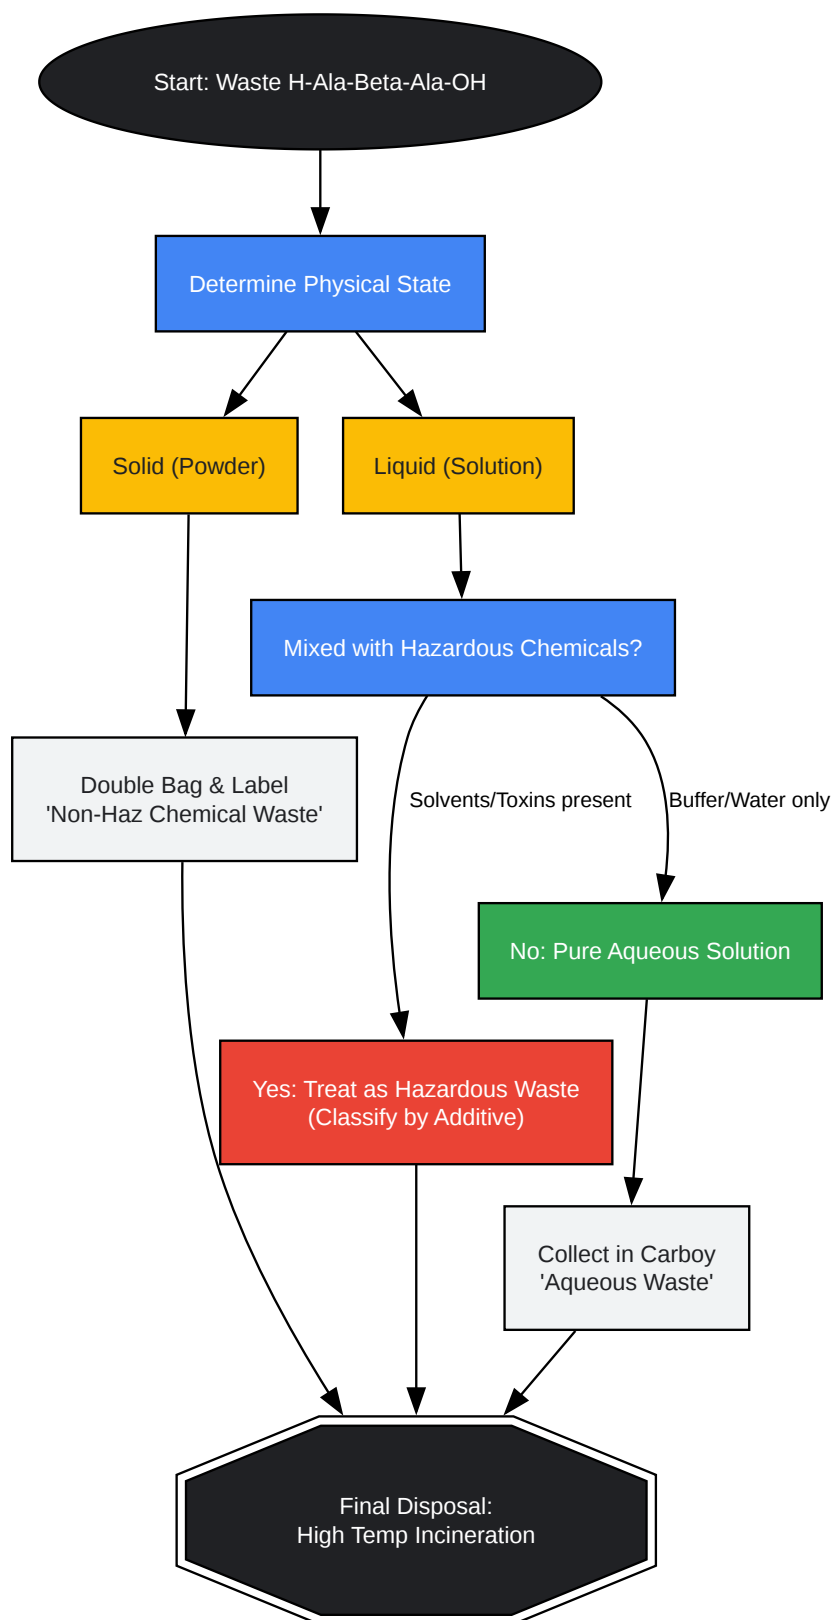 Start: Waste H-Ala-Beta-Ala-OH
Determine Physical State
Solid (Powder)
Liquid (Solution)
Mixed with Hazardous Chemicals?
Double Bag & Label
'Non-Haz Chemical Waste'
Solvents/Toxins present
Buffer/Water only
No: Pure Aqueous Solution
Yes: Treat as Hazardous Waste
(Classify by Additive)
Collect in Carboy
'Aqueous Waste'
Final Disposal:
High Temp Incineration